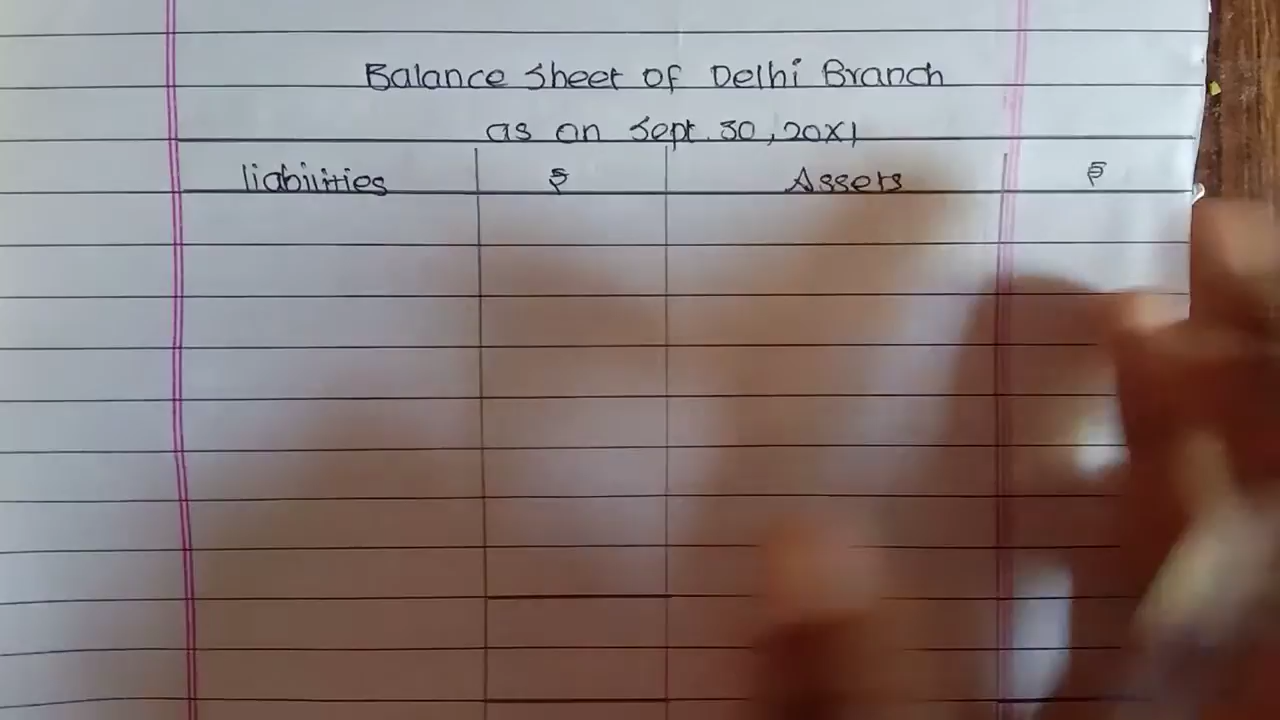 Balance Sheet of Delhi Branch
as on Sept. 30, 20X1
liabilities ₹ Assets ₹